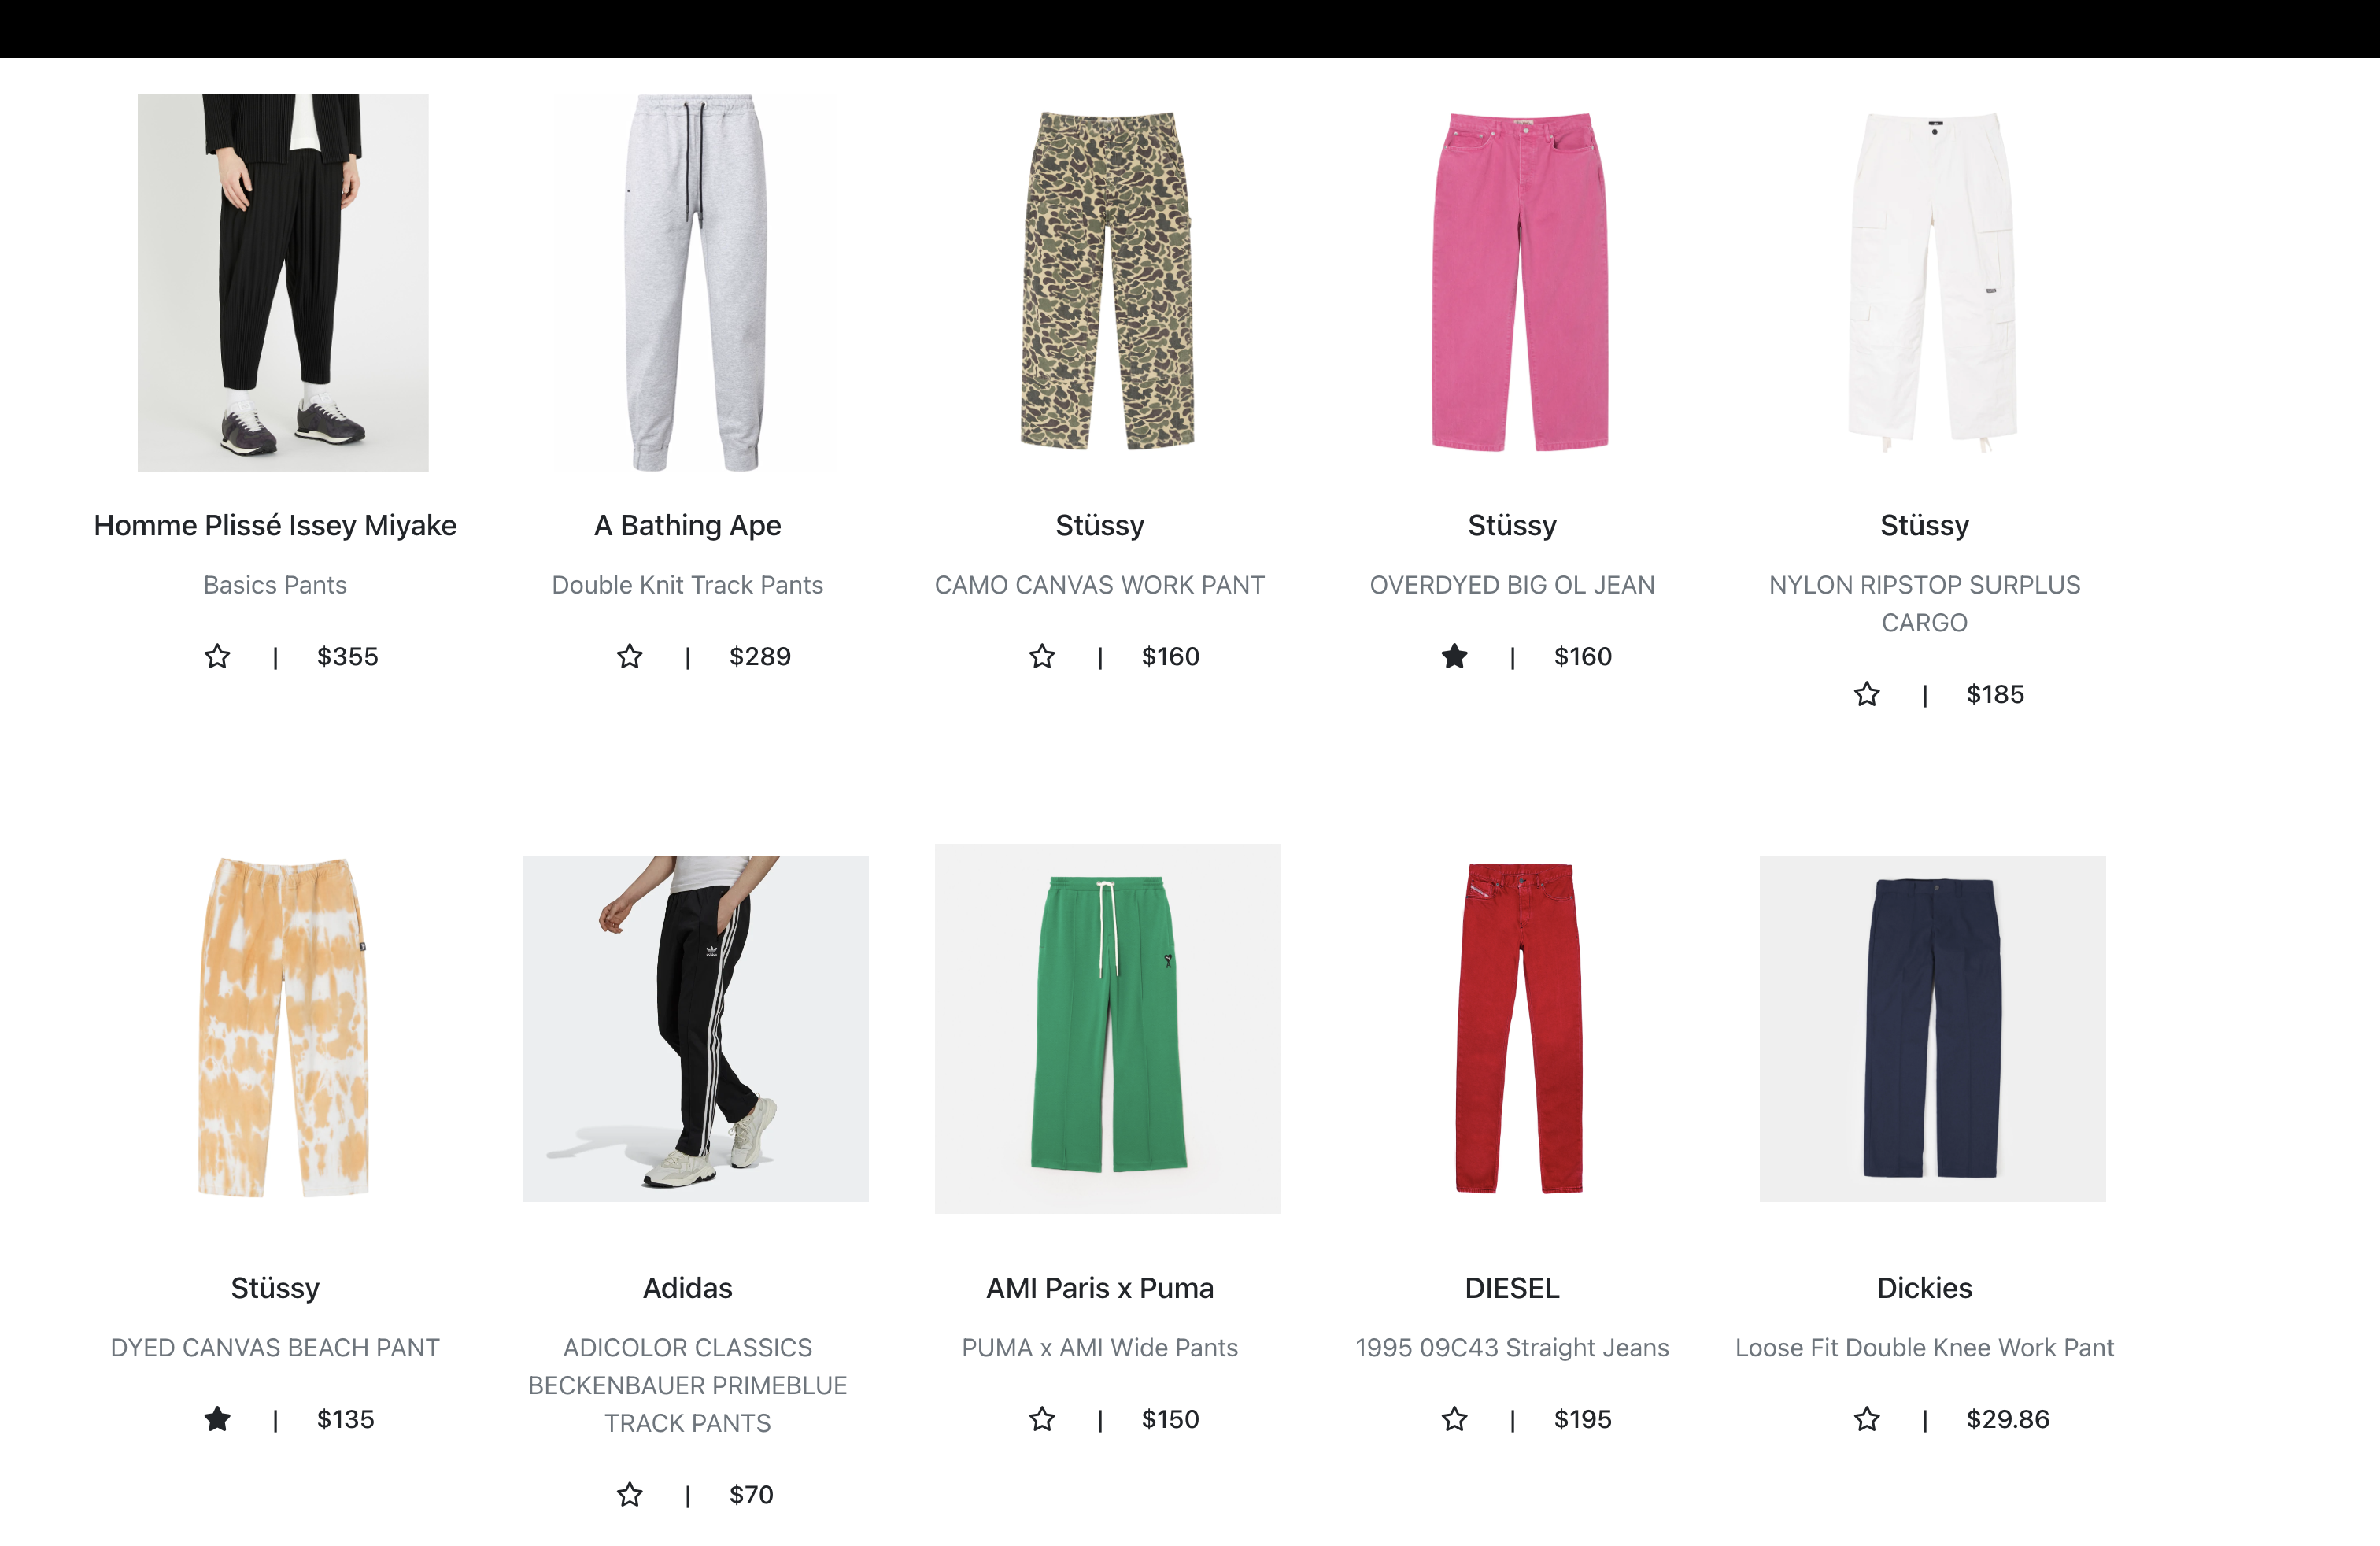 Homme Plissé Issey Miyake
Basics Pants
| $355
A Bathing Ape
Double Knit Track Pants
| $289
Stüssy
CAMO CANVAS WORK PANT
| $160
Stüssy
OVERDYED BIG OL JEAN
| $160
Stüssy
NYLON RIPSTOP SURPLUS
CARGO
| $185
Stüssy
DYED CANVAS BEACH PANT
| $135
Adidas
ADICOLOR CLASSICS
BECKENBAUER PRIMEBLUE
TRACK PANTS
| $70
AMI Paris x Puma
PUMA x AMI Wide Pants
| $150
DIESEL
1995 09C43 Straight Jeans
| $195
Dickies
Loose Fit Double Knee Work Pant
| $29.86